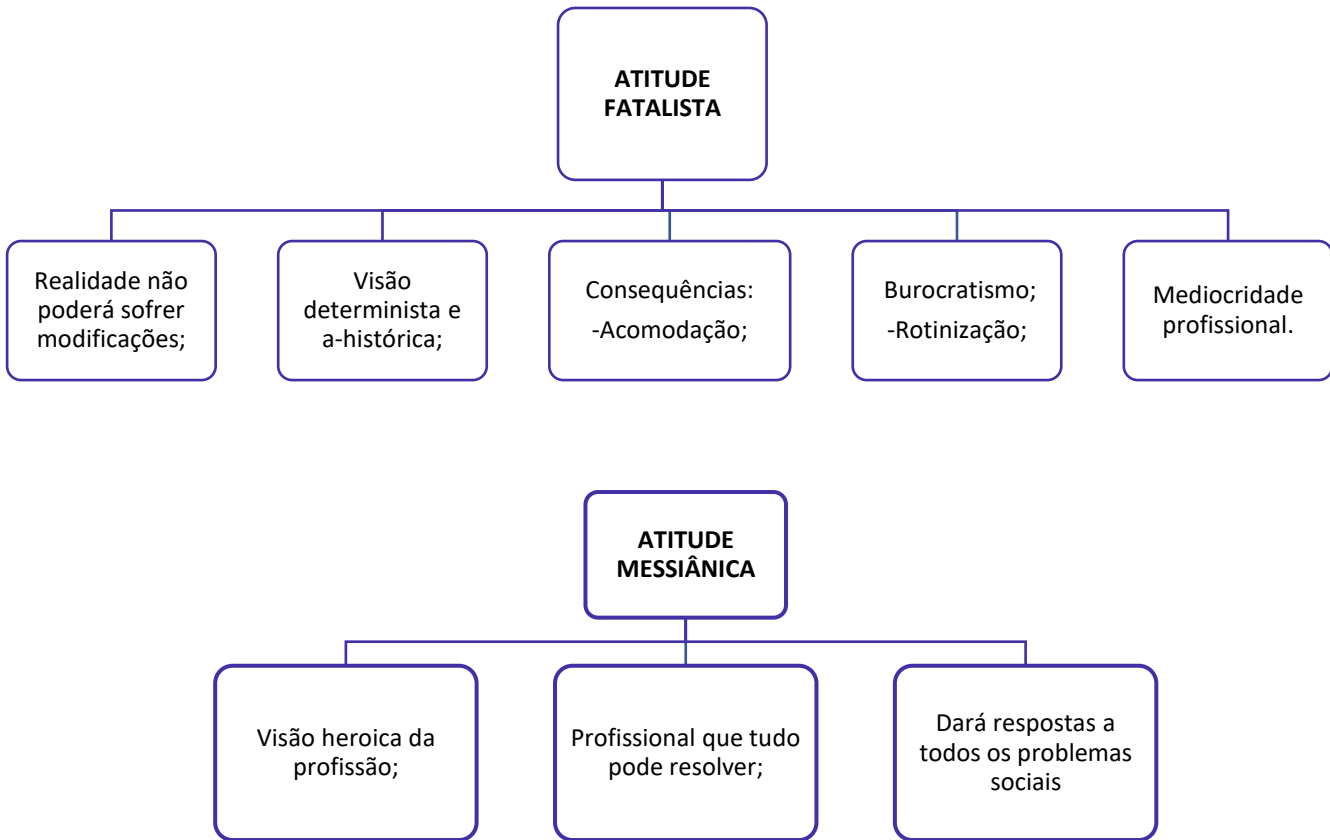 ATITUDE
FATALISTA
Realidade não
poderá sofrer
modificações;
Visão
determinista e
a-histórica;
Consequências:
-Acomodação;
Burocratismo;
-Rotinização;
Mediocridade
profissional.
ATITUDE
MESSIÂNICA
Visão heroica da
profissão;
Profissional que tudo
pode resolver;
Dará respostas a
todos os problemas
sociais